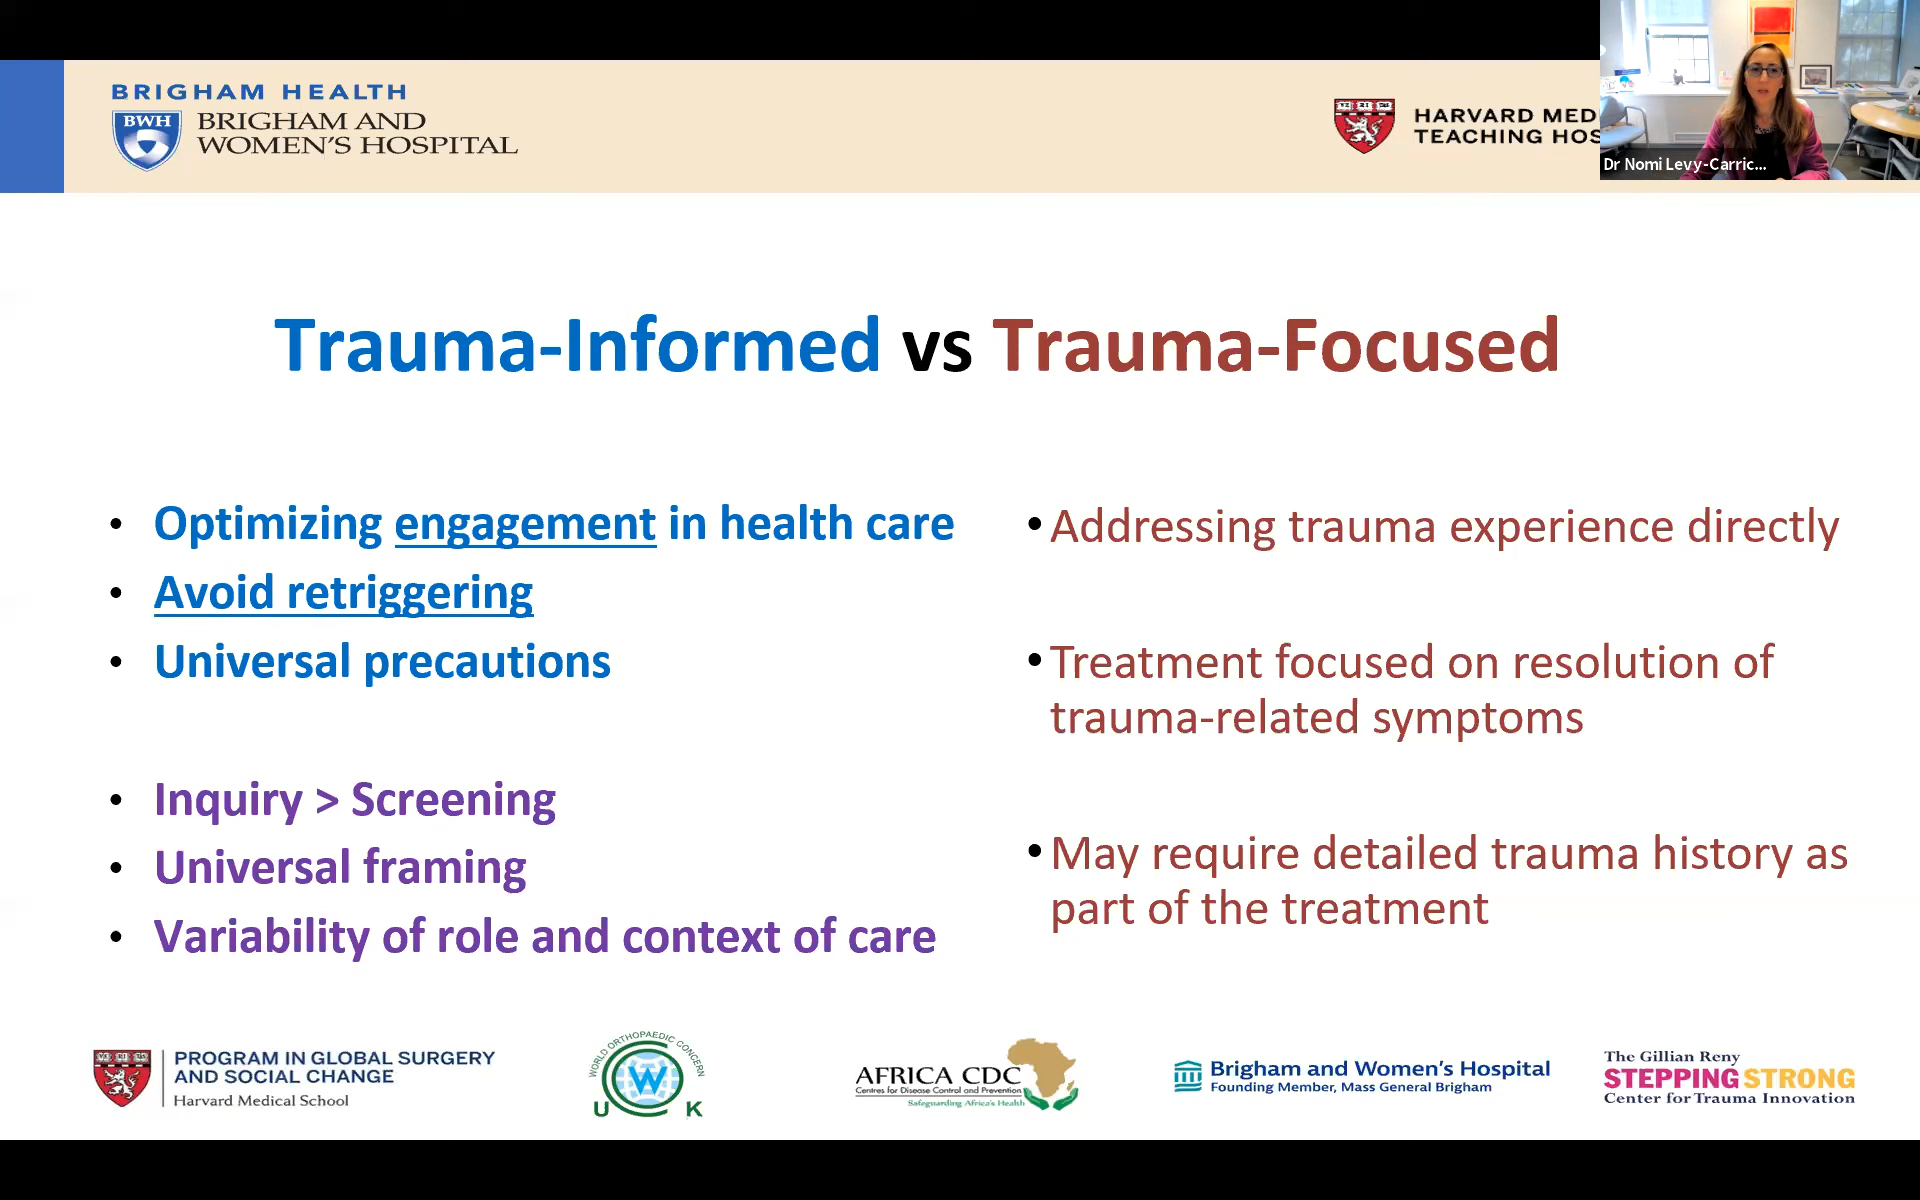 BRIGHAM HEALTH
BWH
BRIGHAM AND
WOMEN'S HOSPITAL
HARVARD MED
TEACHING HOS
Dr Nomi Levy-Carric...
Trauma-Informed vs Trauma-Focused
• Optimizing engagement in health care
• Avoid retriggering
• Universal precautions
• Inquiry > Screening
• Universal framing
• Variability of role and context of care
• Addressing trauma experience directly
• Treatment focused on resolution of
trauma-related symptoms
• May require detailed trauma history as
part of the treatment
PROGRAM IN GLOBAL SURGERY
AND SOCIAL CHANGE
Harvard Medical School
WORLD ORTHOPAEDIC CONCERN
W
U K
AFRICA CDC
Centres for Disease Control and Prevention
Safeguarding Africa's Health
Brigham and Women's Hospital
Founding Member, Mass General Brigham
The Gillian Reny
STEPPING STRONG
Center for Trauma Innovation